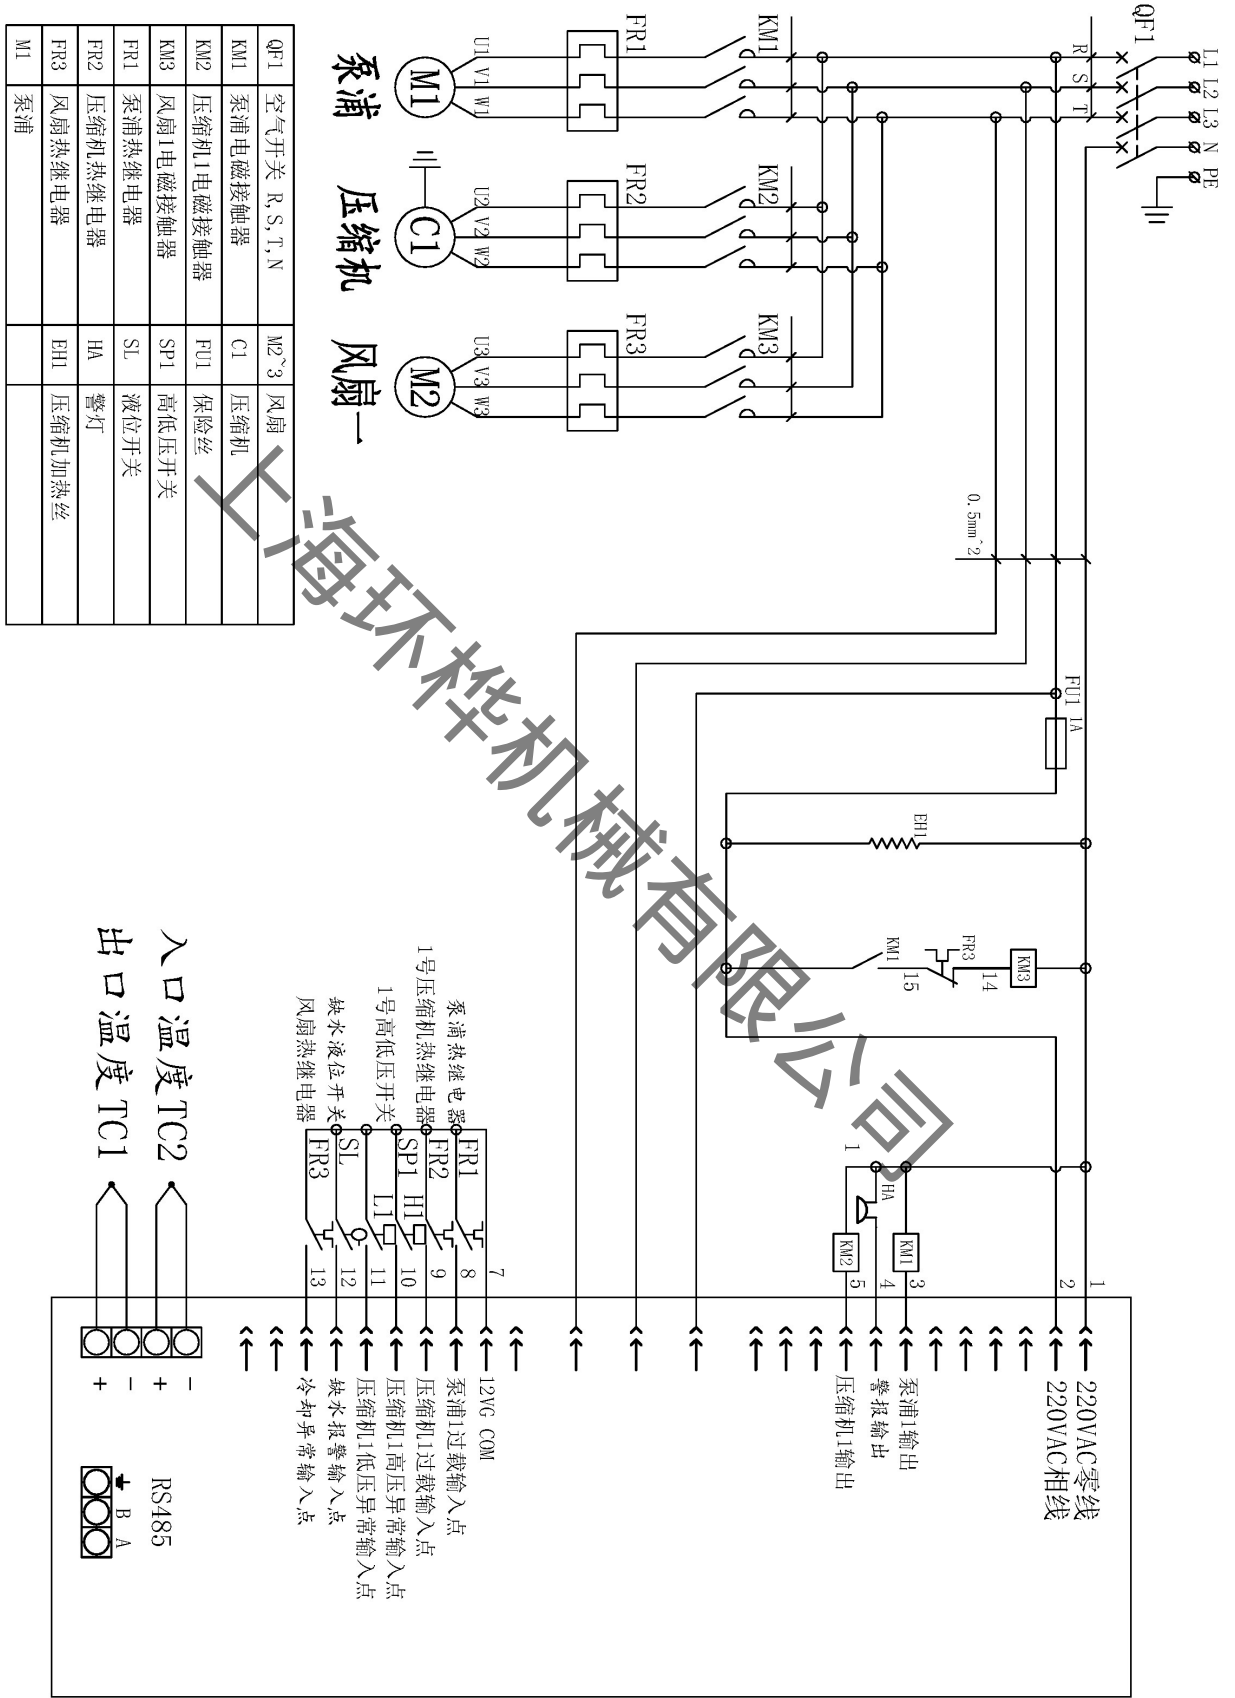 QF1
L1
L2
L3
N
PE
R
S
T
KM1
FR1
U1 V1 W1
M1
泵浦
KM2
FR2
U2 V2 W2
C1
压缩机
KM3
FR3
U3 V3 W3
M2
风扇一
0.5mm^2
FU1 1A
EH1
KM3
14
FR3
15
KM1
1
HA
KM1
KM2
1
2
3
4
5
220VAC零线
220VAC相线
泵浦1输出
警报输出
压缩机1输出
泵浦热继电器
1号压缩机热继电器
1号高低压开关
缺水液位开关
风扇热继电器
FR1
FR2
SP1
H1
L1
SL
FR3
7
8
9
10
11
12
13
12VG COM
泵浦1过载输入点
压缩机1过载输入点
压缩机1高压异常输入点
压缩机1低压异常输入点
缺水报警输入点
冷却异常输入点
入口温度TC2
出口温度TC1
- + - +
RS485
B A
QF1 空气开关 R,S,T,N M2~3 风扇
KM1 泵浦电磁接触器 C1 压缩机
KM2 压缩机1电磁接触器 FU1 保险丝
KM3 风扇1电磁接触器 SP1 高低压开关
FR1 泵浦热继电器 SL 液位开关
FR2 压缩机热继电器 HA 警灯
FR3 风扇热继电器 EH1 压缩机加热丝
M1 泵浦
上海环桦机械有限公司